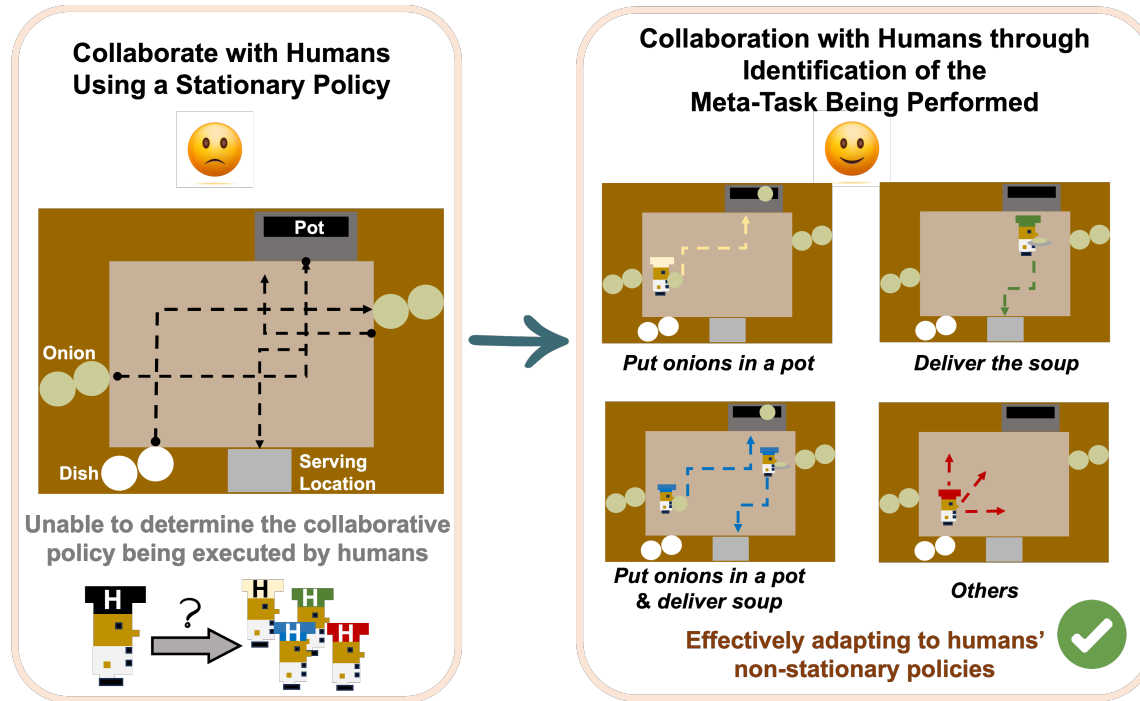 Collaborate with Humans
Using a Stationary Policy
Pot
Onion
Dish
Serving
Location
Unable to determine the collaborative
policy being executed by humans
H
?
H
H
H
H
Collaboration with Humans through
Identification of the
Meta-Task Being Performed
Put onions in a pot
Deliver the soup
Put onions in a pot
& deliver soup
Others
Effectively adapting to humans’
non-stationary policies